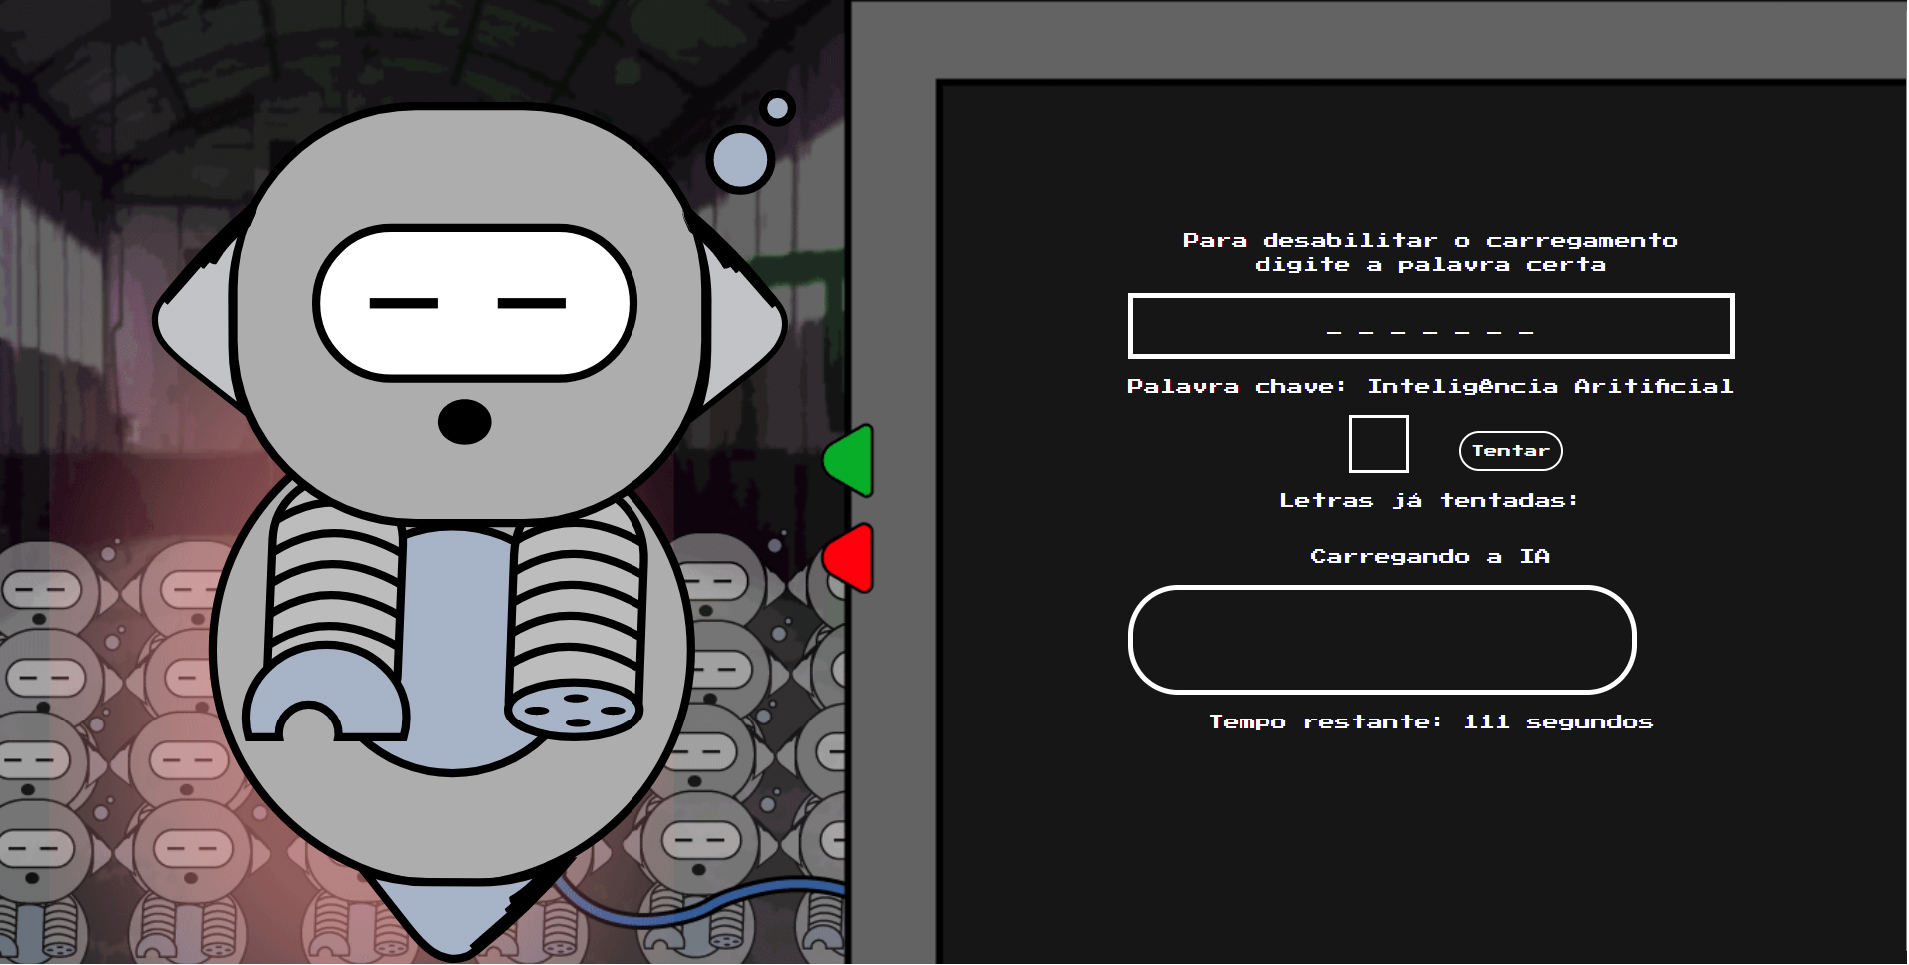 Para desabilitar o carregamento
digite a palavra certa
_ _ _ _ _ _ _
Palavra chave: Inteligência Aritificial
Tentar
Letras já tentadas:
Carregando a IA
Tempo restante: 111 segundos